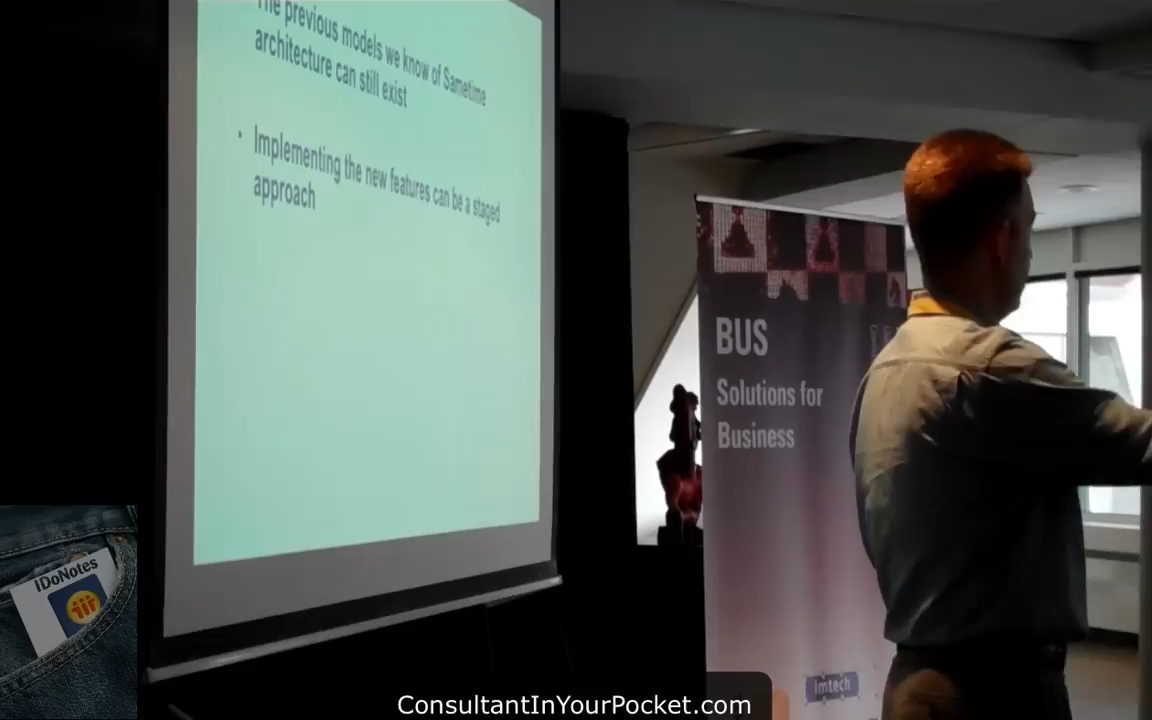 The previous models we know of Sametime
architecture can still exist
• Implementing the new features can be a staged
approach
BUS
Solutions for
Business
IDoNotes
Imtech
ConsultantInYourPocket.com